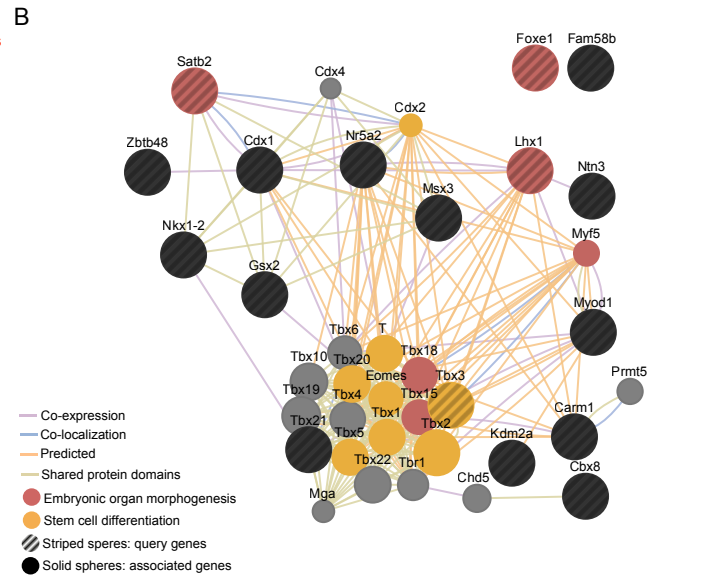 B
s
Foxe1 Fam58b
Satb2
Cdx4
Cdx2
Zbtb48
Cdx1
Nr5a2
Lhx1
Ntn3
Msx3
Nkx1-2
Myf5
Gsx2
Myod1
Tbx6 T
Tbx10 Tbx20 Tbx18
Eomes Tbx3
Prmt5
Tbx19 Tbx4 Tbx15
Tbx21 Tbx1
Carm1
Tbx5 Tbx2
Kdm2a
Tbx22 Tbr1
Cbx8
Chd5
Mga
Co-expression
Co-localization
Predicted
Shared protein domains
Embryonic organ morphogenesis
Stem cell differentiation
Striped speres: query genes
Solid spheres: associated genes